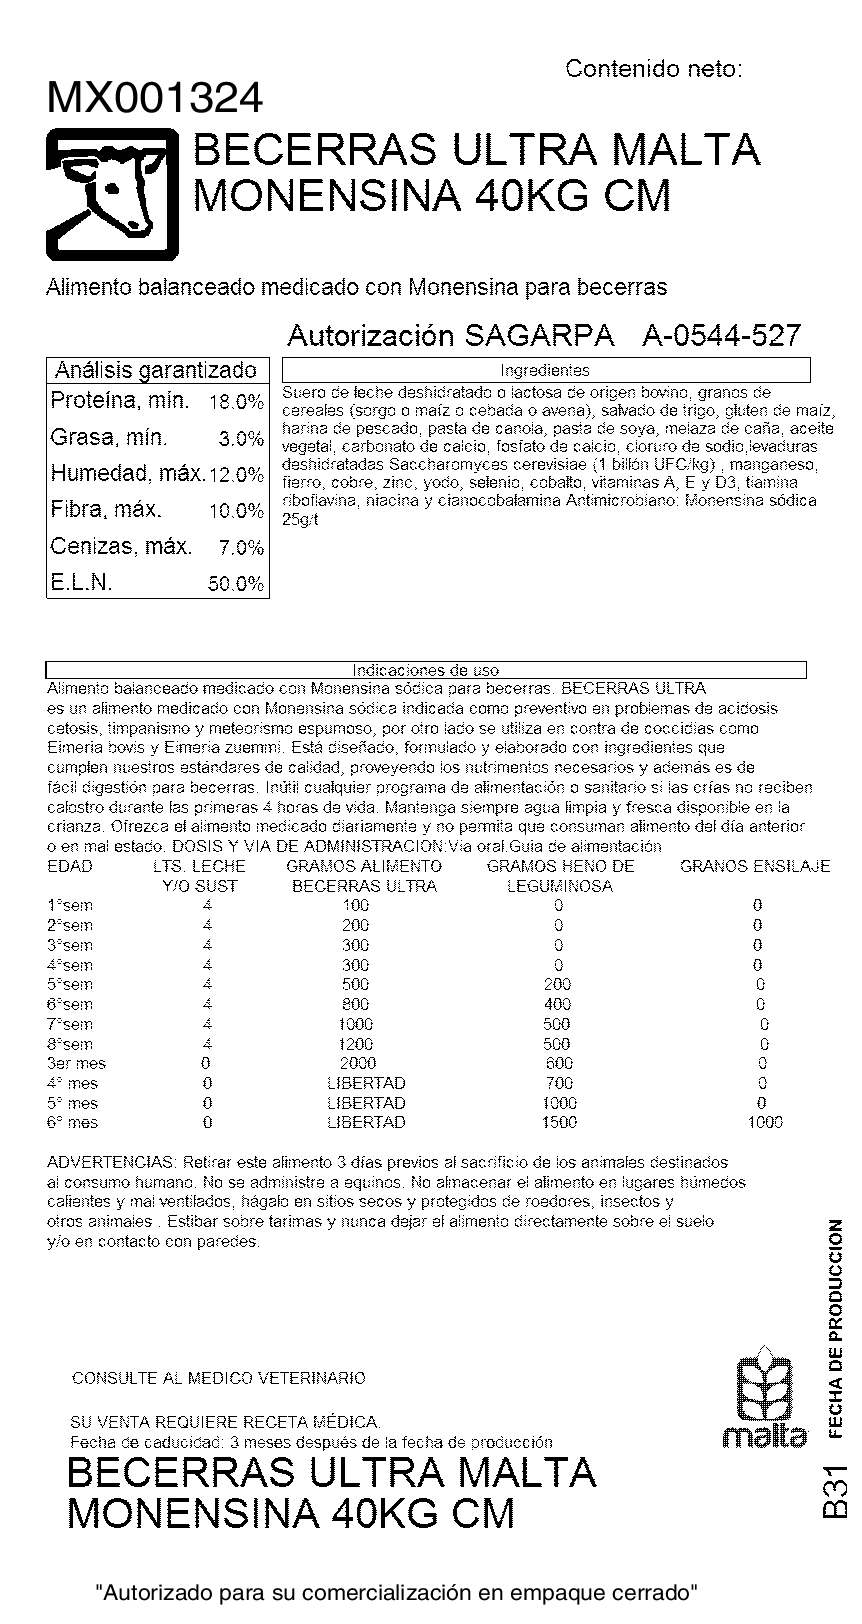 Contenido neto:
MX001324
BECERRAS ULTRA MALTA
MONENSINA 40KG CM
Alimento balanceado medicado con Monensina para becerras
Autorización SAGARPA A-0544-527
Análisis garantizado
Proteína, mín. 18.0%
Grasa, mín. 3.0%
Humedad, máx. 12.0%
Fibra, máx. 10.0%
Cenizas, máx. 7.0%
E.L.N. 50.0%
Ingredientes
Suero de leche deshidratado o lactosa de origen bovino, granos de
cereales (sorgo o maíz o cebada o avena), salvado de trigo, gluten de maíz,
harina de pescado, pasta de canola, pasta de soya, melaza de caña, aceite
vegetal, carbonato de calcio, fosfato de calcio, cloruro de sodio,levaduras
deshidratadas Saccharomyces cerevisiae (1 billón UFC/kg) , manganeso,
fierro, cobre, zinc, yodo, selenio, cobalto, vitaminas A, E y D3, tiamina
riboflavina, niacina y cianocobalamina Antimicrobiano: Monensina sódica
25g/t
Indicaciones de uso
Alimento balanceado medicado con Monensina sódica para becerras. BECERRAS ULTRA
es un alimento medicado con Monensina sódica indicada como preventivo en problemas de acidosis
cetosis, timpanismo y meteorismo espumoso, por otro lado se utiliza en contra de coccidias como
Eimeria bovis y Eimeria zuernii. Está diseñado, formulado y elaborado con ingredientes que
cumplen nuestros estándares de calidad, proveyendo los nutrimentos necesarios y además es de
fácil digestión para becerras. Inútil cualquier programa de alimentación o sanitario si las crías no reciben
calostro durante las primeras 4 horas de vida. Mantenga siempre agua limpia y fresca disponible en la
crianza. Ofrezca el alimento medicado diariamente y no permita que consuman alimento del día anterior
o en mal estado. DOSIS Y VIA DE ADMINISTRACION:Via oral.Guia de alimentación
EDAD LTS. LECHE GRAMOS ALIMENTO GRAMOS HENO DE GRANOS ENSILAJE
Y/O SUST BECERRAS ULTRA LEGUMINOSA
1°sem 4 100 0 0
2°sem 4 200 0 0
3°sem 4 300 0 0
4°sem 4 300 0 0
5°sem 4 500 200 0
6°sem 4 800 400 0
7°sem 4 1000 500 0
8°sem 4 1200 500 0
3er mes 0 2000 600 0
4° mes 0 LIBERTAD 700 0
5° mes 0 LIBERTAD 1000 0
6° mes 0 LIBERTAD 1500 1000
ADVERTENCIAS: Retirar este alimento 3 días previos al sacrificio de los animales destinados
al consumo humano. No se administre a equinos. No almacenar el alimento en lugares húmedos
calientes y mal ventilados, hágalo en sitios secos y protegidos de roedores, insectos y
otros animales . Estibar sobre tarimas y nunca dejar el alimento directamente sobre el suelo
y/o en contacto con paredes.
CONSULTE AL MEDICO VETERINARIO
SU VENTA REQUIERE RECETA MÉDICA.
Fecha de caducidad: 3 meses después de la fecha de producción
malta
FECHA DE PRODUCCION
B31
BECERRAS ULTRA MALTA
MONENSINA 40KG CM
"Autorizado para su comercialización en empaque cerrado"